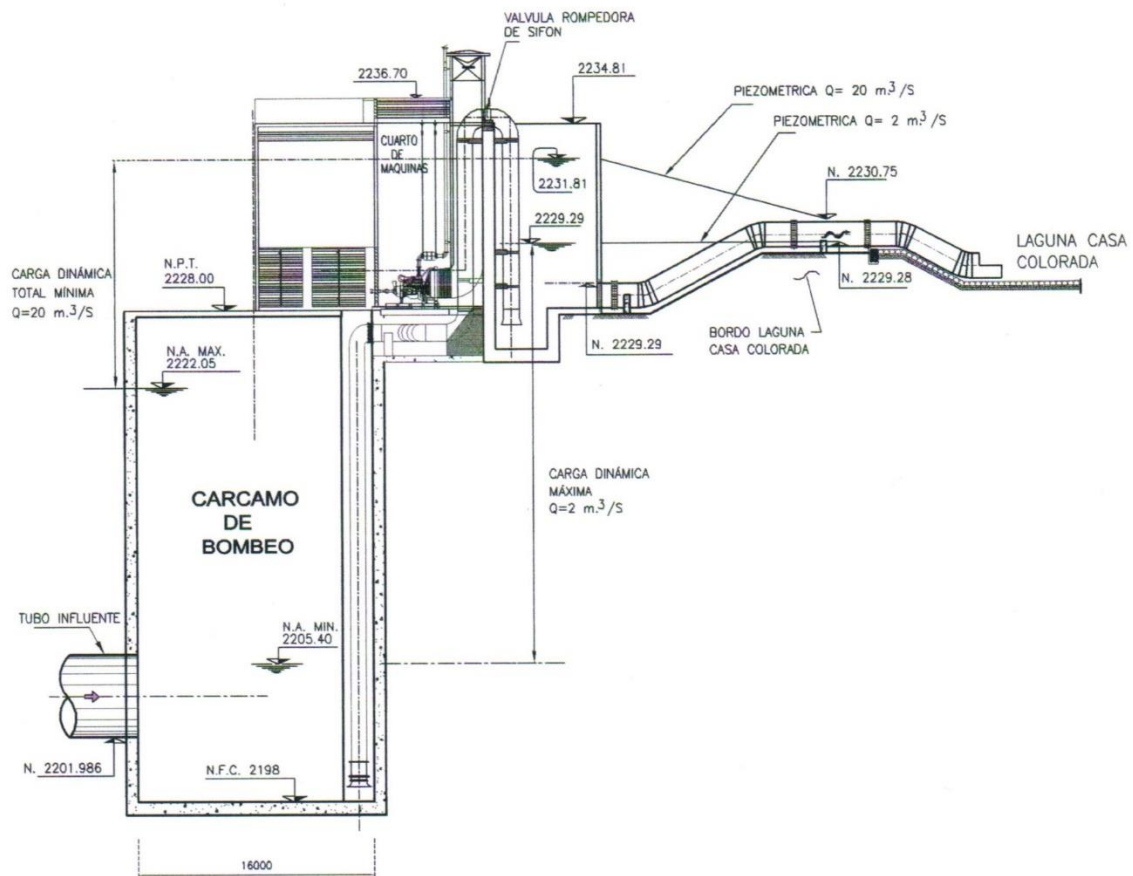 VALVULA ROMPEDORA
DE SIFON
2236.70
2234.81
PIEZOMETRICA Q= 20 m.³/S
PIEZOMETRICA Q= 2 m.³/S
CUARTO
DE
MAQUINAS
2231.81
2229.29
N. 2230.75
LAGUNA CASA
COLORADA
CARGA DINÁMICA
TOTAL MÍNIMA
Q=20 m.³/S
N.P.T.
2228.00
N. 2229.28
BORDO LAGUNA
CASA COLORADA
N. 2229.29
N.A. MAX.
2222.05
CARGA DINÁMICA
MÁXIMA
Q=2 m.³/S
CARCAMO
DE
BOMBEO
TUBO INFLUENTE
N.A. MIN.
2205.40
N. 2201.986
N.F.C. 2198
16000